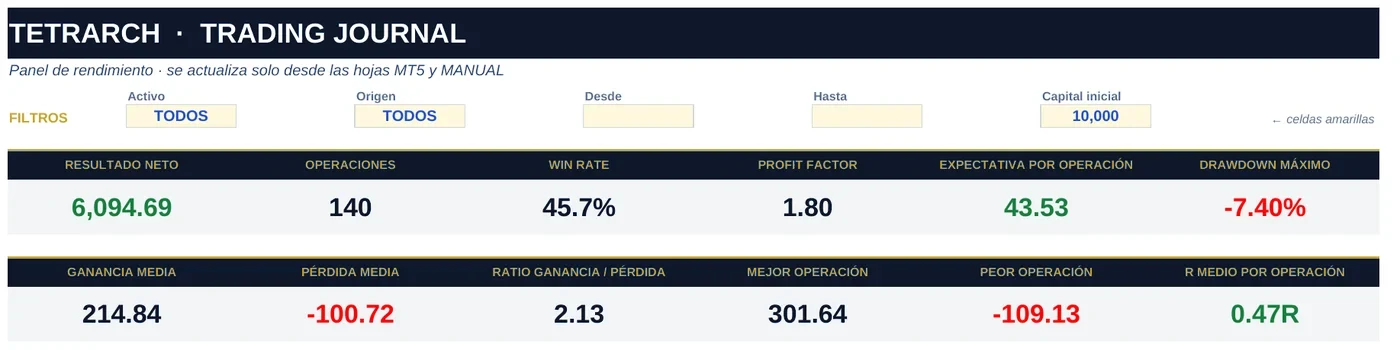 TETRARCH · TRADING JOURNAL
Panel de rendimiento · se actualiza solo desde las hojas MT5 y MANUAL
Activo Origen Desde Hasta Capital inicial
FILTROS TODOS TODOS 10,000 ← celdas amarillas
RESULTADO NETO OPERACIONES WIN RATE PROFIT FACTOR EXPECTATIVA POR OPERACIÓN DRAWDOWN MÁXIMO
6,094.69 140 45.7% 1.80 43.53 -7.40%
GANANCIA MEDIA PÉRDIDA MEDIA RATIO GANANCIA / PÉRDIDA MEJOR OPERACIÓN PEOR OPERACIÓN R MEDIO POR OPERACIÓN
214.84 -100.72 2.13 301.64 -109.13 0.47R